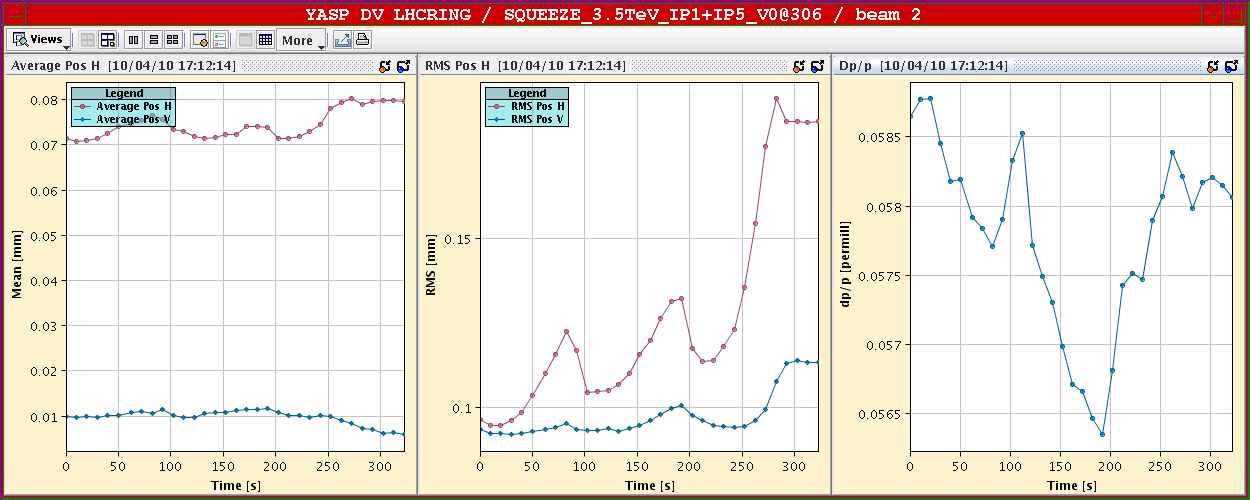 YASP DV LHCRING / SQUEEZE_3.5TeV_IP1+IP5_V0@306 / beam 2
Views More
Average Pos H [10/04/10 17:12:14]
Legend
Average Pos H
Average Pos V
0.08
0.07
0.06
0.05
0.04
0.03
0.02
0.01
Mean [mm]
0 50 100 150 200 250 300
Time [s]
RMS Pos H [10/04/10 17:12:14]
Legend
RMS Pos H
RMS Pos V
0.15
0.1
RMS [mm]
0 50 100 150 200 250 300
Time [s]
Dp/p [10/04/10 17:12:14]
0.0585
0.058
0.0575
0.057
0.0565
dp/p [permill]
0 50 100 150 200 250 300
Time [s]